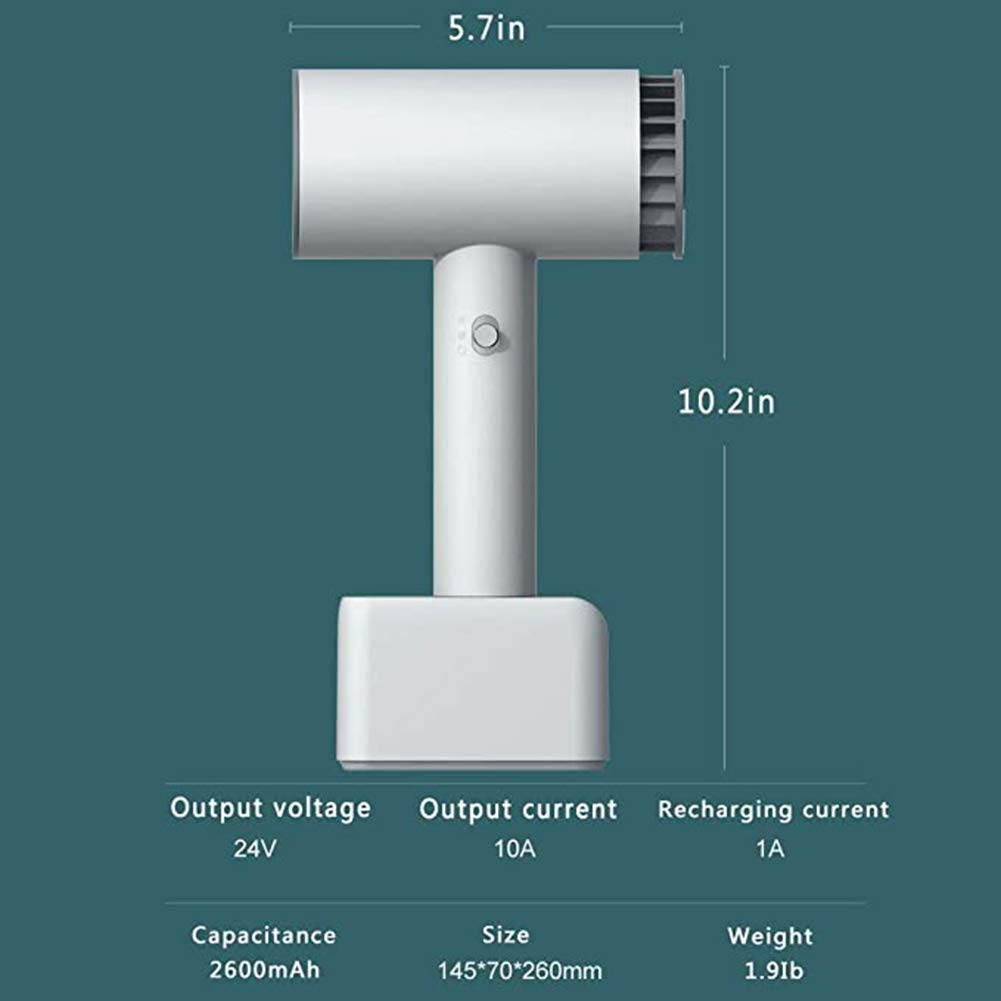 5.7in
10.2in
Output voltage
24V
Output current
10A
Recharging current
1A
Capacitance
2600mAh
Size
145*70*260mm
Weight
1.9Ib